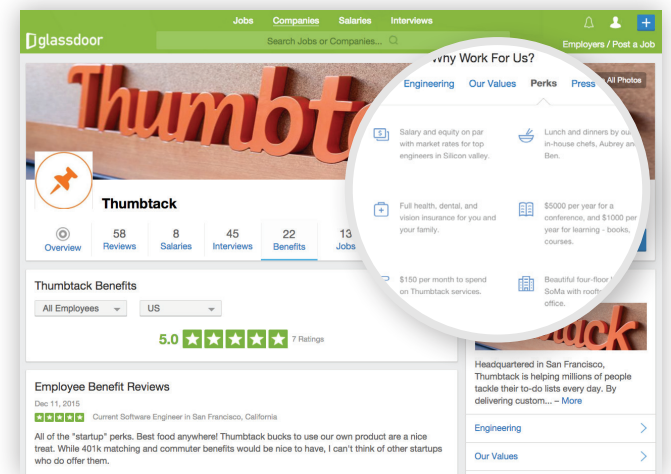 Jobs Companies Salaries Interviews
glassdoor
Search Jobs or Companies...
Employers / Post a Job
Thumbt
All Photos
Why Work For Us?
Engineering Our Values Perks Press
Salary and equity on par
with market rates for top
engineers in Silicon valley.
Lunch and dinners by our
in-house chefs, Aubrey and
Ben.
Full health, dental, and
vision insurance for you and
your family.
$5000 per year for a
conference, and $1000 per
year for learning - books,
courses.
$150 per month to spend
on Thumbtack services.
Beautiful four-floor
SoMa with
office.
Thumbtack
Overview
58
Reviews
8
Salaries
45
Interviews
22
Benefits
13
Jobs
Thumbtack Benefits
All Employees US
5.0 7 Ratings
Employee Benefit Reviews
Dec 11, 2015
Current Software Engineer in San Francisco, California
All of the "startup" perks. Best food anywhere! Thumbtack bucks to use our own product are a nice
treat. While 401k matching and commuter benefits would be nice to have, I can't think of other startups
who do offer them.
Headquartered in San Francisco,
Thumbtack is helping millions of people
tackle their to-do lists every day. By
delivering custom... – More
Engineering
Our Values